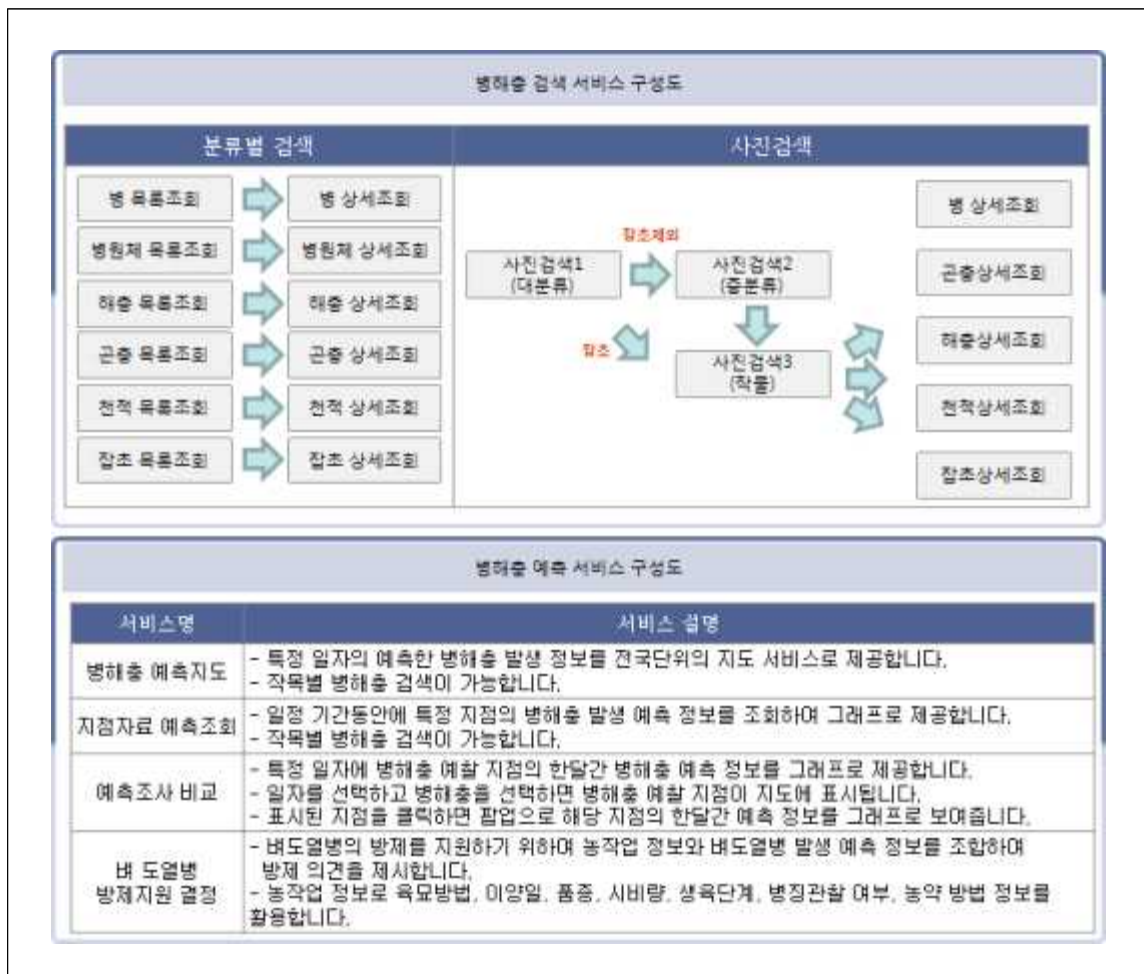 병해충 검색 서비스 구성도
분류별 검색
병 목록조회
병 상세조회
병원체 목록조회
병원체 상세조회
해충 목록조회
해충 상세조회
곤충 목록조회
곤충 상세조회
천적 목록조회
천적 상세조회
잡초 목록조회
잡초 상세조회
사진검색
사진검색1
(대분류)
잡초제외
사진검색2
(중분류)
잡초
사진검색3
(작물)
병 상세조회
곤충상세조회
해충상세조회
천적상세조회
잡초상세조회
병해충 예측 서비스 구성도
서비스명
서비스 설명
병해충 예측지도
- 특정 일자의 예측한 병해충 발생 정보를 전국단위의 지도 서비스로 제공합니다.
- 작목별 병해충 검색이 가능합니다.
지점자료 예측조회
- 일정 기간동안에 특정 지점의 병해충 발생 예측 정보를 조회하여 그래프로 제공합니다.
- 작목별 병해충 검색이 가능합니다.
예측조사 비교
- 특정 일자에 병해충 예찰 지점의 한달간 병해충 예측 정보를 그래프로 제공합니다.
- 일자를 선택하고 병해충을 선택하면 병해충 예찰 지점이 지도에 표시됩니다.
- 표시된 지점을 클릭하면 팝업으로 해당 지점의 한달간 예측 정보를 그래프로 보여줍니다.
벼 도열병
방제지원 결정
- 벼도열병의 방제를 지원하기 위하여 농작업 정보와 벼도열병 발생 예측 정보를 조합하여
방제 의견을 제시합니다.
- 농작업 정보로 육묘방법, 이양일, 품종, 시비량, 생육단계, 병징관찰 여부, 농약 방법 정보를
활용합니다.